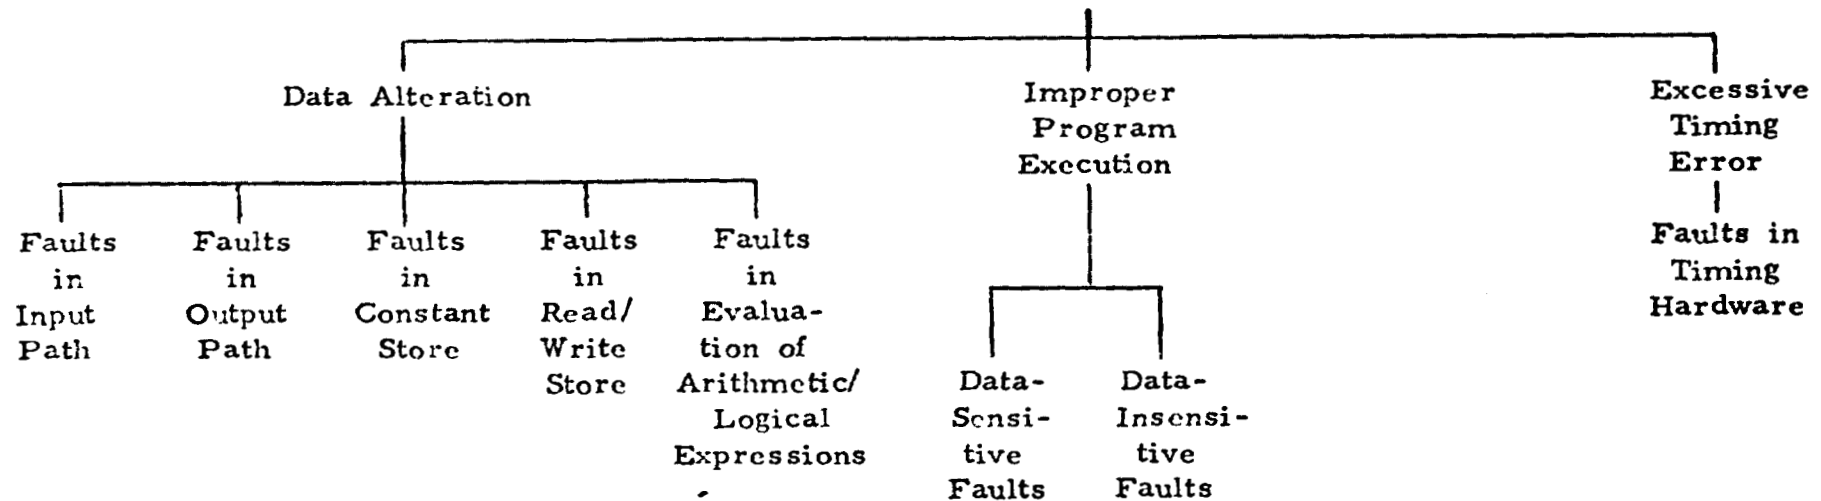 Data Alteration
Improper
Program
Execution
Excessive
Timing
Error
Faults
in
Input
Path
Faults
in
Output
Path
Faults
in
Constant
Store
Faults
in
Read/
Write
Store
Faults
in
Evalua-
tion of
Arithmetic/
Logical
Expressions
Data-
Sensi-
tive
Faults
Data-
Insensi-
tive
Faults
Faults in
Timing
Hardware